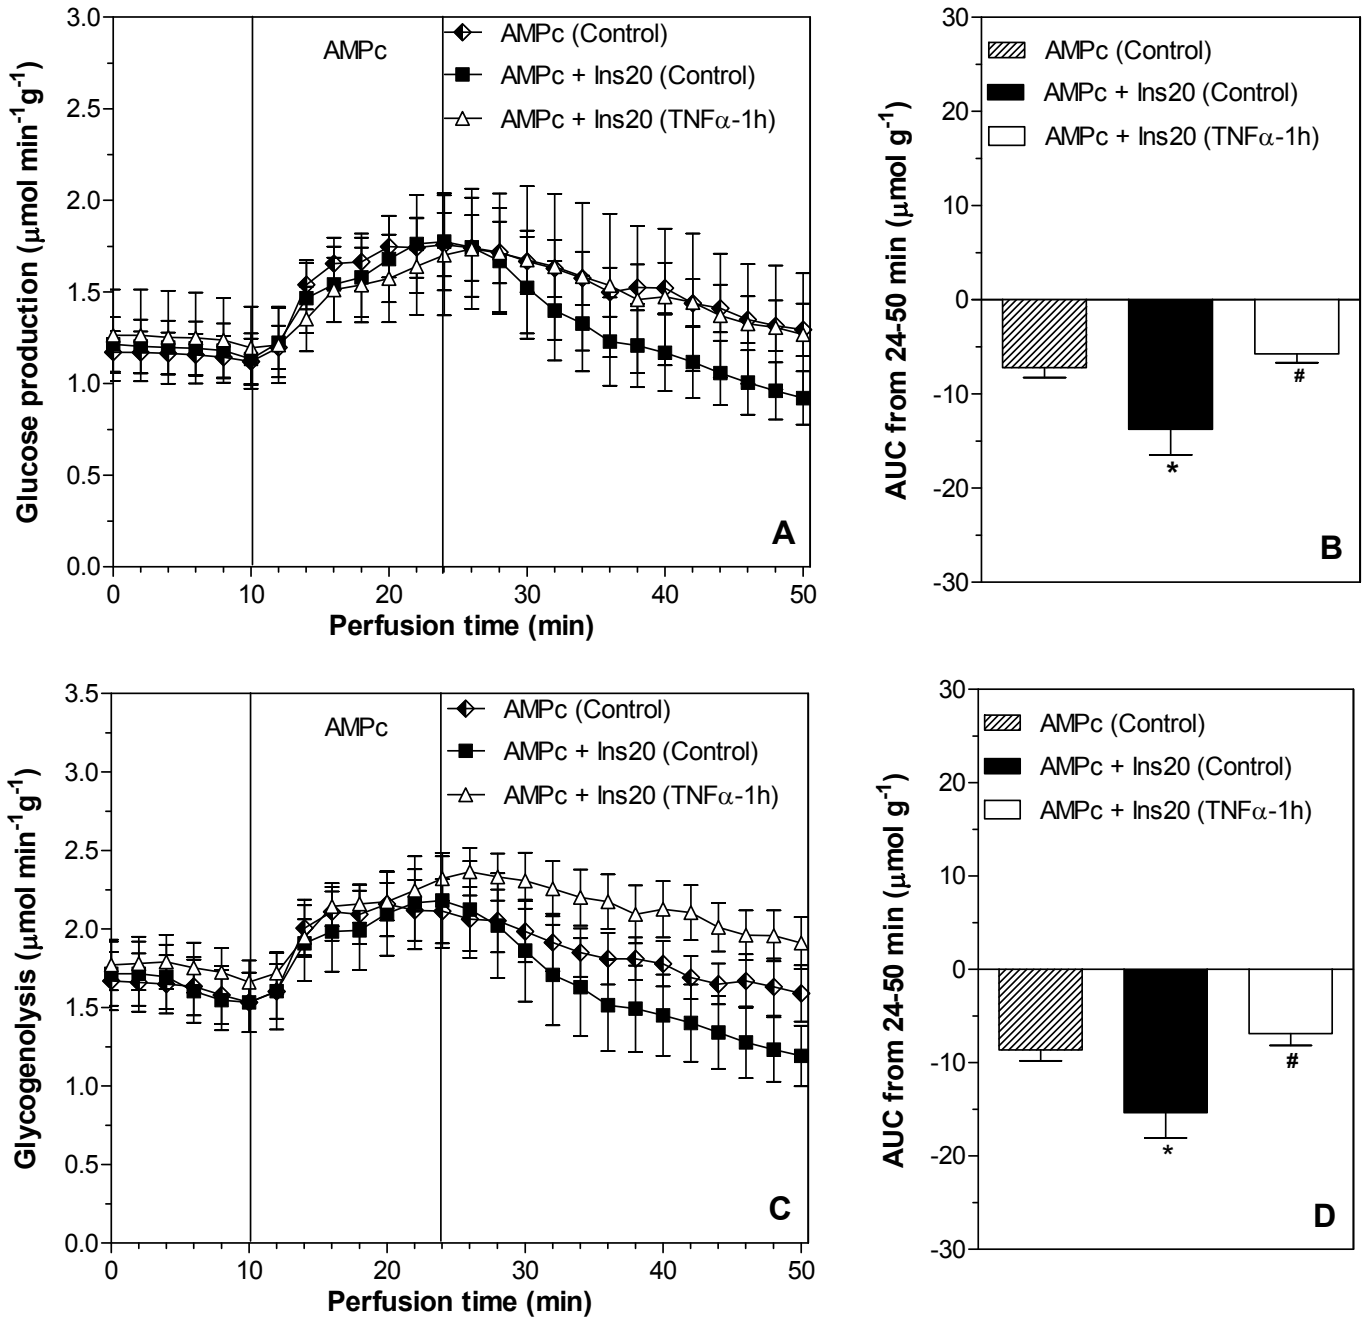 Glucose production (μmol min⁻¹g⁻¹)
3.0
2.5
2.0
1.5
1.0
0.5
0.0
AMPc
AMPc (Control)
AMPc + Ins20 (Control)
AMPc + Ins20 (TNFα-1h)
A
0 10 20 30 40 50
Perfusion time (min)
AUC from 24-50 min (μmol g⁻¹)
30
20
10
0
-10
-20
-30
AMPc (Control)
AMPc + Ins20 (Control)
AMPc + Ins20 (TNFα-1h)
*
#
B
Glycogenolysis (μmol min⁻¹g⁻¹)
3.5
3.0
2.5
2.0
1.5
1.0
0.5
0.0
AMPc
AMPc (Control)
AMPc + Ins20 (Control)
AMPc + Ins20 (TNFα-1h)
C
0 10 20 30 40 50
Perfusion time (min)
AUC from 24-50 min (μmol g⁻¹)
30
20
10
0
-10
-20
-30
AMPc (Control)
AMPc + Ins20 (Control)
AMPc + Ins20 (TNFα-1h)
*
#
D